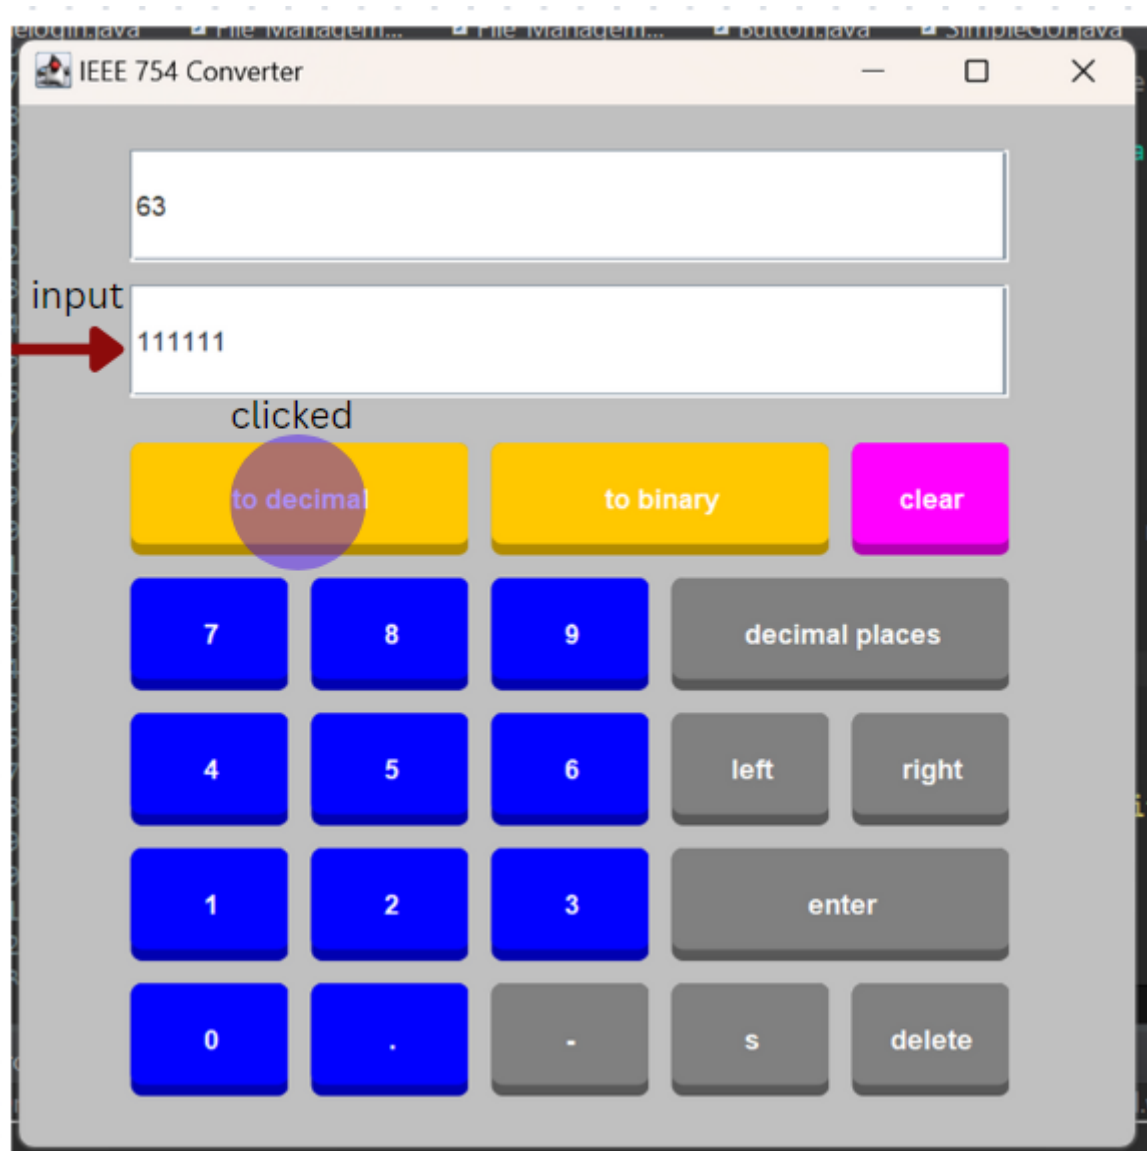 IEEE 754 Converter
63
input
111111
clicked
to decimal to binary clear
7 8 9 decimal places
4 5 6 left right
1 2 3 enter
0 . - s delete